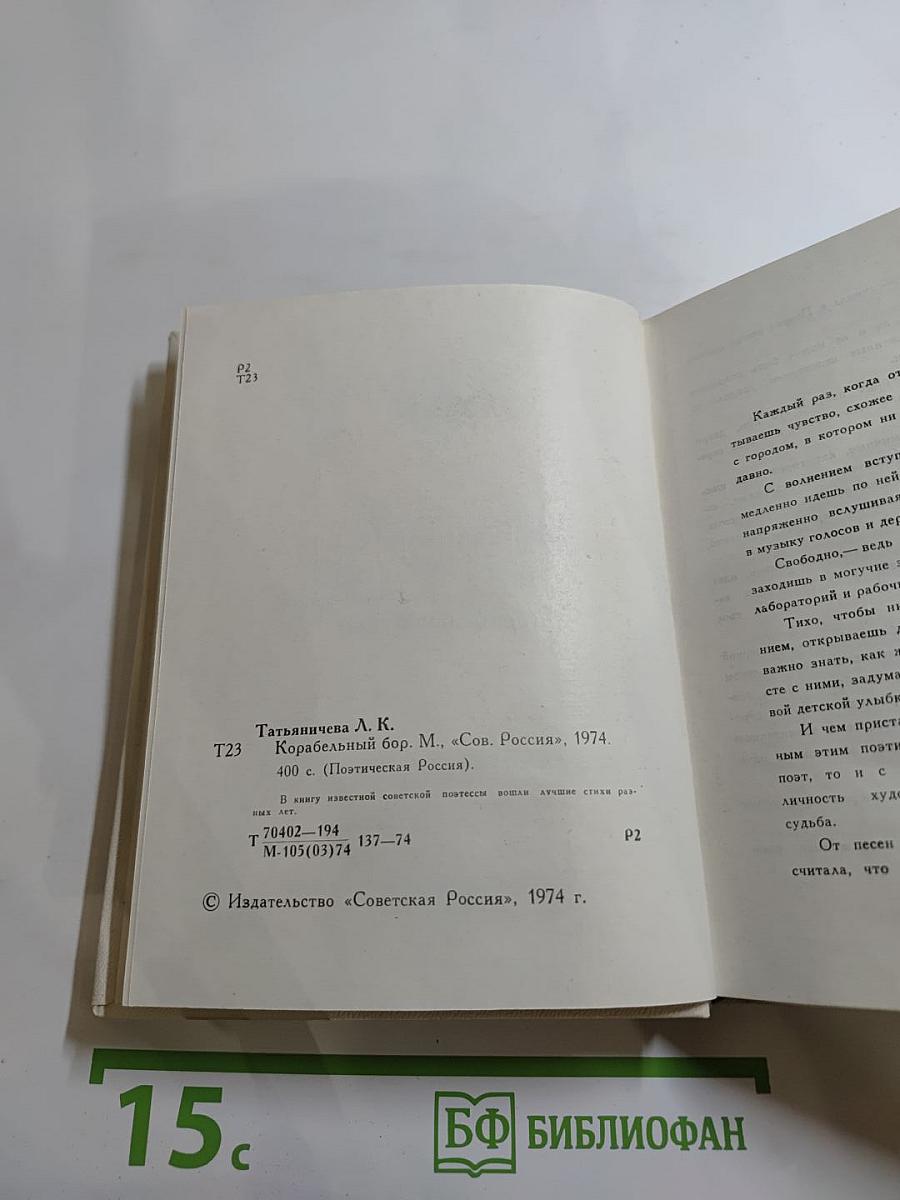 Р2
Т23
Татьяничева Л. К.
Т23 Корабельный бор. М., «Сов. Россия», 1974.
400 с. (Поэтическая Россия).
В книгу известной советской поэтессы вошли лучшие стихи раз-
ных лет.
Т 70402—194
М-105(03)74 137—74 Р2
© Издательство «Советская Россия», 1974 г.
Каждый раз, когда от
тываешь чувство, схожее
с городом, в котором ни
давно.
С волнением вступ
медленно идешь по ней
напряженно вслушивая
в музыку голосов и дер
Свободно,— ведь
заходишь в могучие
лабораторий и рабоч
Тихо, чтобы ни
нием, открываешь
важно знать, как ж
сте с ними, задума
вой детской улыбк
И чем приста
ным этим поэти
поэт, то и с
личность худо
судьба.
От песен
считала, что
15 с
БФ БИБЛИОФАН